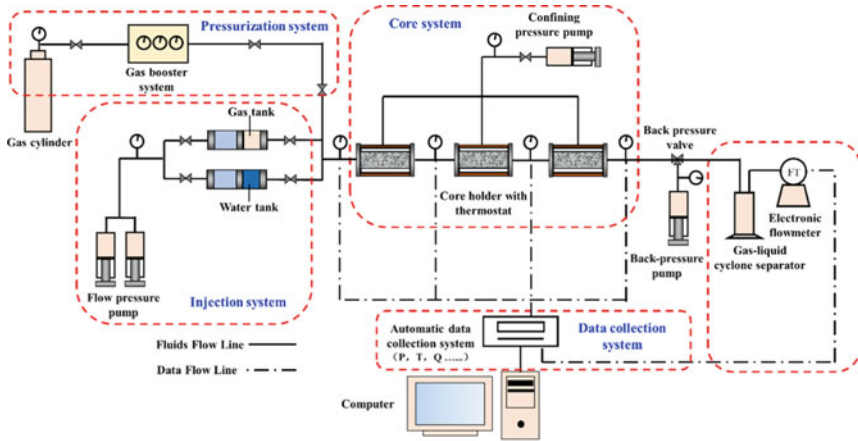 Pressurization system
Gas booster
system
Gas cylinder
Core system
Confining
pressure pump
Gas tank
Water tank
Flow pressure
pump
Injection system
Core holder with
thermostat
Back pressure
valve
Back-pressure
pump
FT
Electronic
flowmeter
Gas-liquid
cyclone separator
Automatic data
collection system
（P，T，Q ......）
Data collection
system
Fluids Flow Line
Data Flow Line
Computer